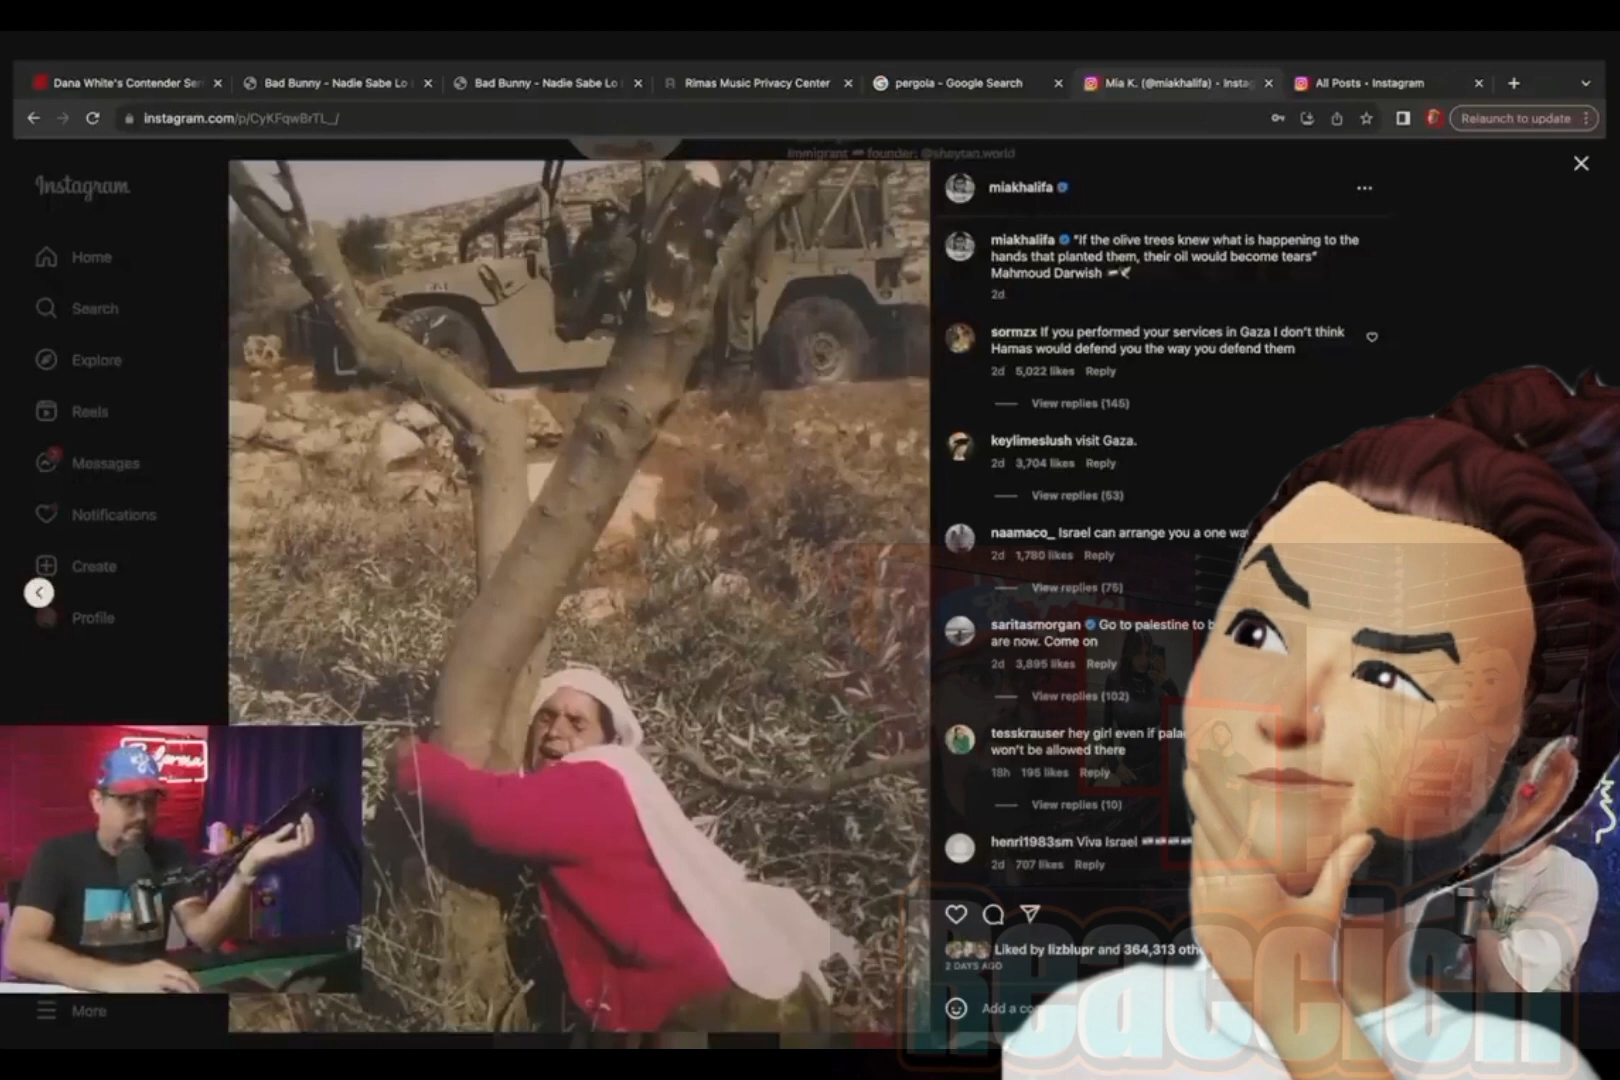 Dana White's Contender Ser
Bad Bunny - Nadie Sabe Lo
Bad Bunny - Nadie Sabe Lo
Rimas Music Privacy Center
pergola - Google Search
Mia K. (@miakhalifa) • Instag
All Posts • Instagram
instagram.com/p/CyKFqwBrTL_/
Relaunch to update
Immigrant founder: @shaytan.world
Instagram
Home
Search
Explore
Reels
Messages
Notifications
Create
Profile
More
miakhalifa
miakhalifa "If the olive trees knew what is happening to the
hands that planted them, their oil would become tears"
Mahmoud Darwish
2d
sormzx If you performed your services in Gaza I don't think
Hamas would defend you the way you defend them
2d 5,022 likes Reply
View replies (145)
keylimeslush visit Gaza.
2d 3,704 likes Reply
View replies (53)
naamaco_ Israel can arrange you a one wa
2d 1,780 likes Reply
View replies (75)
saritasmorgan Go to palestine to b
are now. Come on
2d 3,895 likes Reply
View replies (102)
tesskrauser hey girl even if pala
won't be allowed there
18h 195 likes Reply
View replies (10)
henri1983sm Viva Israel
2d 707 likes Reply
Liked by lizblupr and 364,313 oth
2 DAYS AGO
Add a co
Reacción